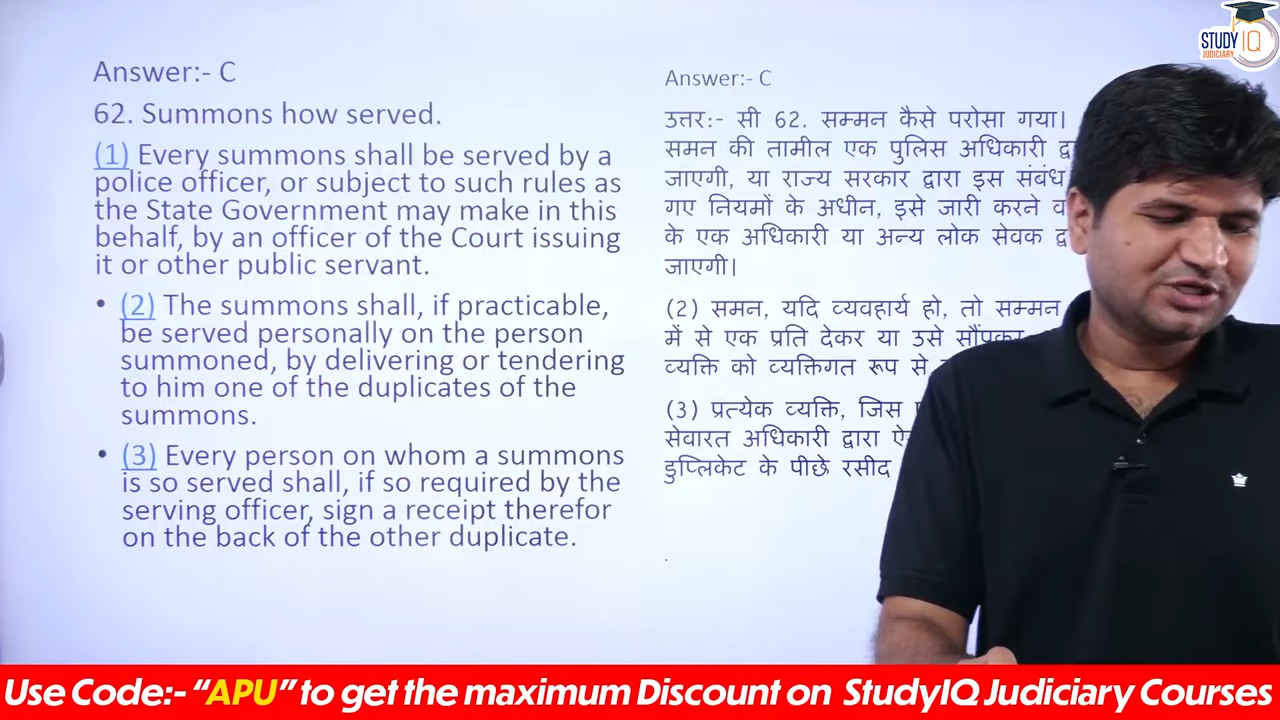 STUDY IQ
JUDICIARY
Answer:- C
62. Summons how served.
(1) Every summons shall be served by a
police officer, or subject to such rules as
the State Government may make in this
behalf, by an officer of the Court issuing
it or other public servant.
• (2) The summons shall, if practicable,
be served personally on the person
summoned, by delivering or tendering
to him one of the duplicates of the
summons.
• (3) Every person on whom a summons
is so served shall, if so required by the
serving officer, sign a receipt therefor
on the back of the other duplicate.
Answer:- C
उत्तर:- सी 62. सम्मन कैसे परोसा गया।
समन की तामील एक पुलिस अधिकारी
जाएगी, या राज्य सरकार द्वारा इस संबंध
गए नियमों के अधीन, इसे जारी करने
के एक अधिकारी या अन्य लोक सेवक
जाएगी।
(2) समन, यदि व्यवहार्य हो, तो सम्मन
में से एक प्रति देकर या उसे सौंपकर
व्यक्ति को व्यक्तिगत रूप से
(3) प्रत्येक व्यक्ति, जिस
सेवारत अधिकारी द्वारा
डुप्लिकेट के पीछे रसीद
Use Code:- “APU” to get the maximum Discount on StudyIQ Judiciary Courses